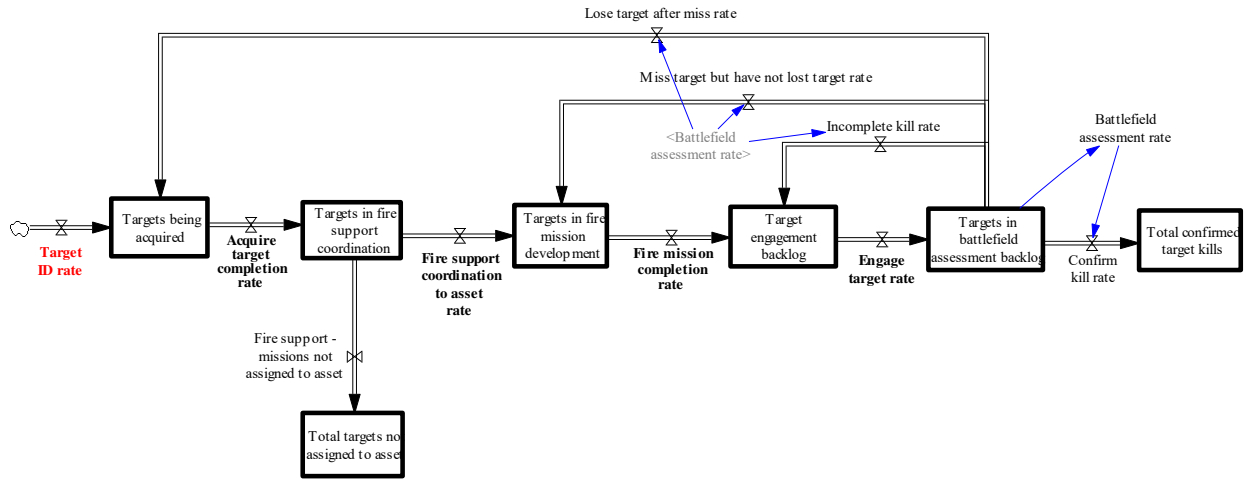 Lose target after miss rate
Miss target but have not lost target rate
<Battlefield
assessment rate>
Incomplete kill rate
Battlefield
assessment rate
Targets being
acquired
Targets in fire
support
coordination
Targets in fire
mission
development
Target
engagement
backlog
Targets in
battlefield
assessment backlog
Total confirmed
target kills
Target
ID rate
Acquire
target
completion
rate
Fire support
coordination
to asset
rate
Fire mission
completion
rate
Engage
target rate
Confirm
kill rate
Fire support -
missions not
assigned to asset
Total targets no
assigned to asset